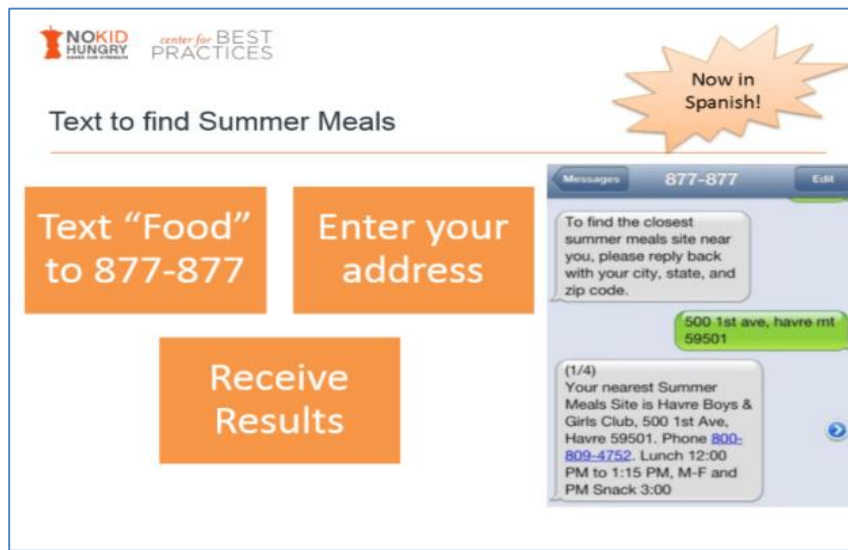 NOKID
HUNGRY
SHARE OUR STRENGTH
center for BEST
PRACTICES
Now in
Spanish!
Text to find Summer Meals
Text “Food”
to 877-877
Enter your
address
Receive
Results
Messages
877-877
Edit
To find the closest
summer meals site near
you, please reply back
with your city, state, and
zip code.
500 1st ave, havre mt
59501
(1/4)
Your nearest Summer
Meals Site is Havre Boys &
Girls Club, 500 1st Ave,
Havre 59501. Phone 800-
809-4752. Lunch 12:00
PM to 1:15 PM, M-F and
PM Snack 3:00